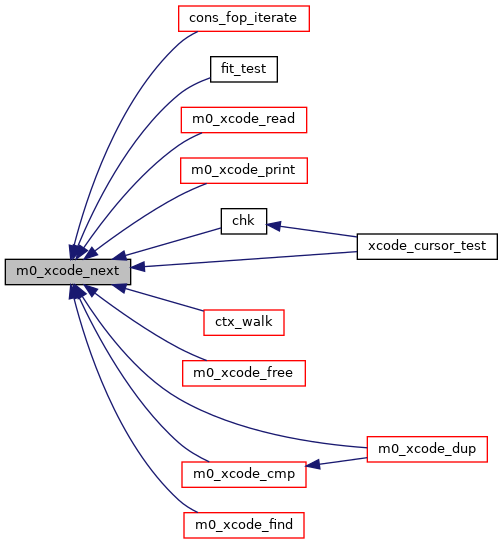 cons_fop_iterate
fit_test
m0_xcode_read
m0_xcode_print
chk
xcode_cursor_test
m0_xcode_next
ctx_walk
m0_xcode_free
m0_xcode_dup
m0_xcode_cmp
m0_xcode_find